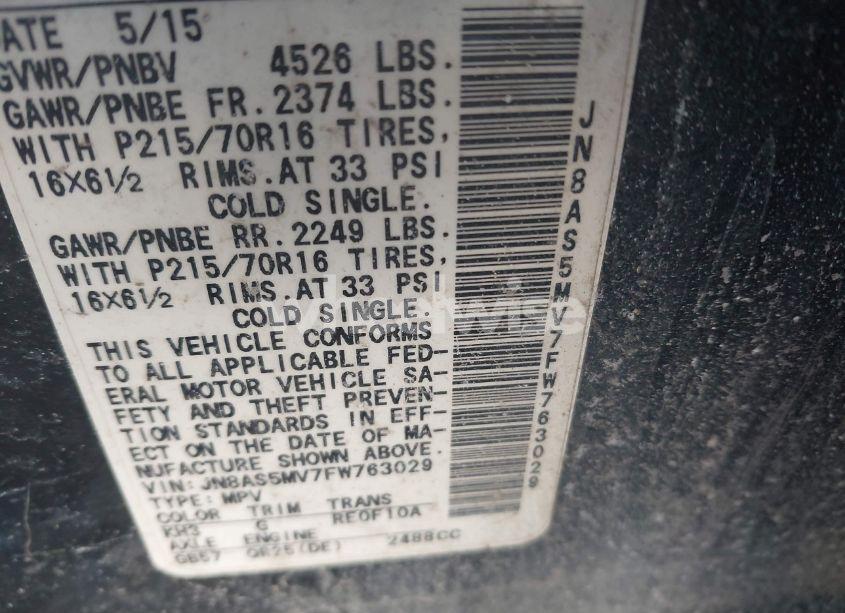 ATE 5/15
GVWR/PNBV 4526 LBS.
GAWR/PNBE FR. 2374 LBS.
WITH P215/70R16 TIRES,
16X6½ RIMS. AT 33 PSI
COLD SINGLE.
GAWR/PNBE RR. 2249 LBS.
WITH P215/70R16 TIRES,
16X6½ RIMS. AT 33 PSI
COLD SINGLE.
THIS VEHICLE CONFORMS
TO ALL APPLICABLE FED-
ERAL MOTOR VEHICLE SA-
FETY AND THEFT PREVEN-
TION STANDARDS IN EFF-
ECT ON THE DATE OF MA-
NUFACTURE SHOWN ABOVE.
VIN: JN8AS5MV7FW763029
TYPE: MPV
COLOR TRIM TRANS
KH3 G RE0F10A
AXLE ENGINE
GB57 QR25(DE) 2488CC
JN8AS5MV7FW763029